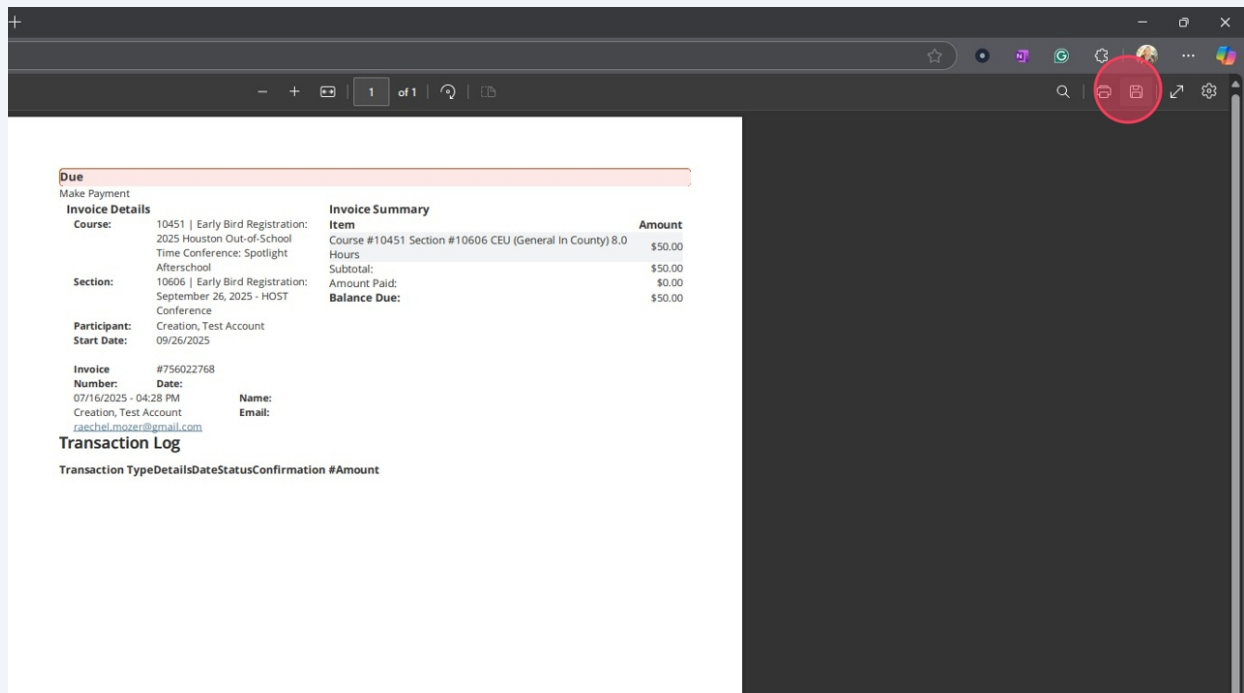 1 of 1
Due
Make Payment
Invoice Details
Course: 10451 | Early Bird Registration:
2025 Houston Out-of-School
Time Conference: Spotlight
Afterschool
Section: 10606 | Early Bird Registration:
September 26, 2025 - HOST
Conference
Participant: Creation, Test Account
Start Date: 09/26/2025
Invoice #756022768
Number: Date:
07/16/2025 - 04:28 PM Name:
Creation, Test Account Email:
raechel.mozer@gmail.com
Invoice Summary
Item Amount
Course #10451 Section #10606 CEU (General In County) 8.0
Hours $50.00
Subtotal: $50.00
Amount Paid: $0.00
Balance Due: $50.00
Transaction Log
Transaction TypeDetailsDateStatusConfirmation #Amount